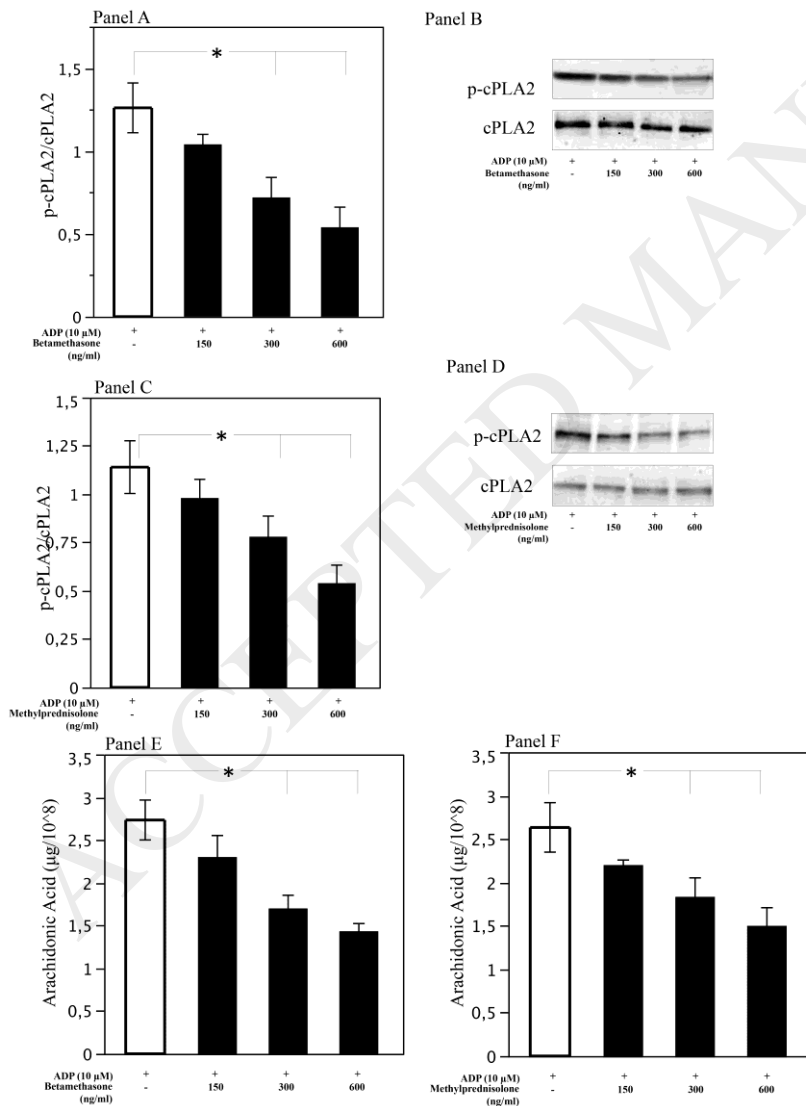 Panel A
*
1,5
1
0,5
0
p-cPLA2/cPLA2
ADP (10 µM) + + + +
Betamethasone - 150 300 600
(ng/ml)
Panel B
p-cPLA2
cPLA2
ADP (10 µM) + + + +
Betamethasone - 150 300 600
(ng/ml)
Panel C
*
1,5
1,25
1
0,75
0,5
0,25
0
p-cPLA2/cPLA2
ADP (10 µM) + + + +
Methylprednisolone - 150 300 600
(ng/ml)
Panel D
p-cPLA2
cPLA2
ADP (10 µM) + + + +
Methylprednisolone - 150 300 600
(ng/ml)
Panel E
*
3,5
3
2,5
2
1,5
1
0,5
0
Arachidonic Acid (µg/10^8)
ADP (10 µM) + + + +
Betamethasone - 150 300 600
(ng/ml)
Panel F
*
3,5
3
2,5
2
1,5
1
0,5
0
Arachidonic Acid (µg/10^8)
ADP (10 µM) + + + +
Methylprednisolone - 150 300 600
(ng/ml)
ACCEPTED MAN